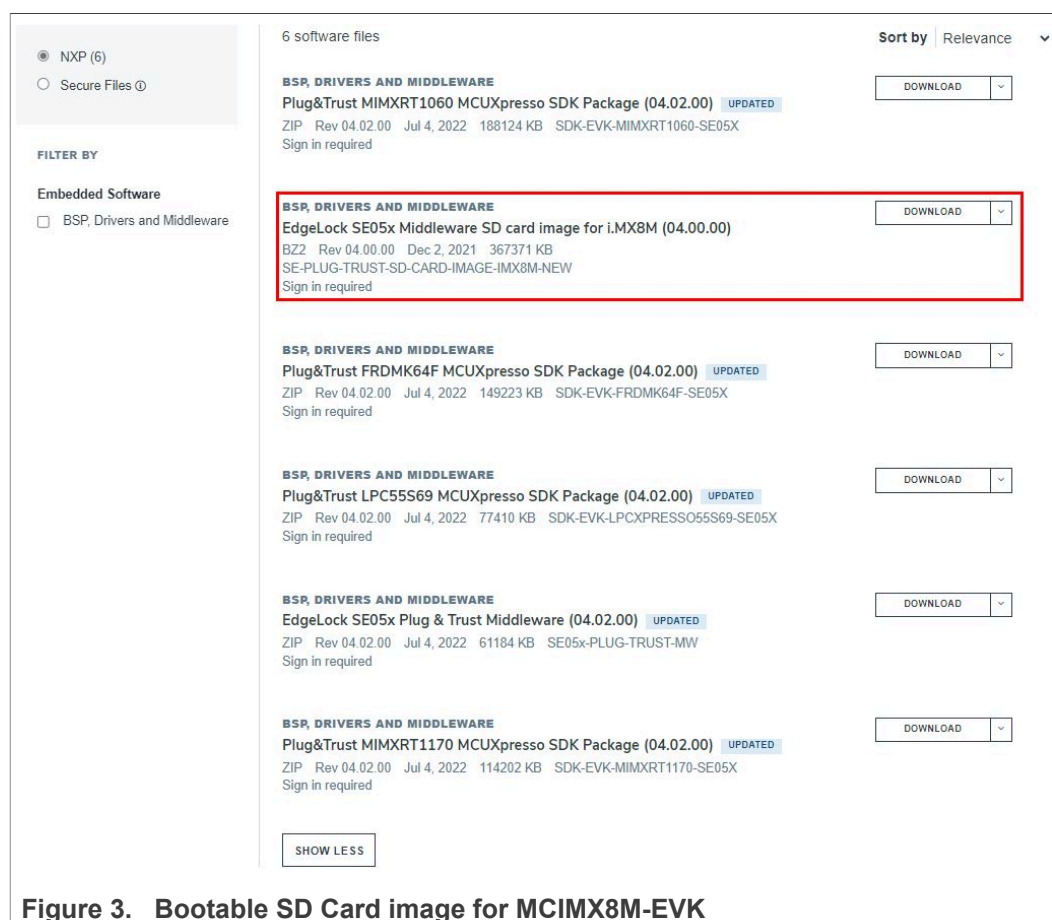 NXP (6)
Secure Files
FILTER BY
Embedded Software
BSP, Drivers and Middleware
6 software files
Sort by Relevance
BSP, DRIVERS AND MIDDLEWARE
Plug&Trust MIMXRT1060 MCUXpresso SDK Package (04.02.00) UPDATED
ZIP Rev 04.02.00 Jul 4, 2022 188124 KB SDK-EVK-MIMXRT1060-SE05X
Sign in required
DOWNLOAD
BSP, DRIVERS AND MIDDLEWARE
EdgeLock SE05x Middleware SD card image for i.MX8M (04.00.00)
BZ2 Rev 04.00.00 Dec 2, 2021 367371 KB
SE-PLUG-TRUST-SD-CARD-IMAGE-IMX8M-NEW
Sign in required
DOWNLOAD
BSP, DRIVERS AND MIDDLEWARE
Plug&Trust FRDMK64F MCUXpresso SDK Package (04.02.00) UPDATED
ZIP Rev 04.02.00 Jul 4, 2022 149223 KB SDK-EVK-FRDMK64F-SE05X
Sign in required
DOWNLOAD
BSP, DRIVERS AND MIDDLEWARE
Plug&Trust LPC55S69 MCUXpresso SDK Package (04.02.00) UPDATED
ZIP Rev 04.02.00 Jul 4, 2022 77410 KB SDK-EVK-LPCXPRESSO55S69-SE05X
Sign in required
DOWNLOAD
BSP, DRIVERS AND MIDDLEWARE
EdgeLock SE05x Plug & Trust Middleware (04.02.00) UPDATED
ZIP Rev 04.02.00 Jul 4, 2022 61184 KB SE05x-PLUG-TRUST-MW
Sign in required
DOWNLOAD
BSP, DRIVERS AND MIDDLEWARE
Plug&Trust MIMXRT1170 MCUXpresso SDK Package (04.02.00) UPDATED
ZIP Rev 04.02.00 Jul 4, 2022 114202 KB SDK-EVK-MIMXRT1170-SE05X
Sign in required
DOWNLOAD
SHOW LESS
Figure 3. Bootable SD Card image for MCIMX8M-EVK